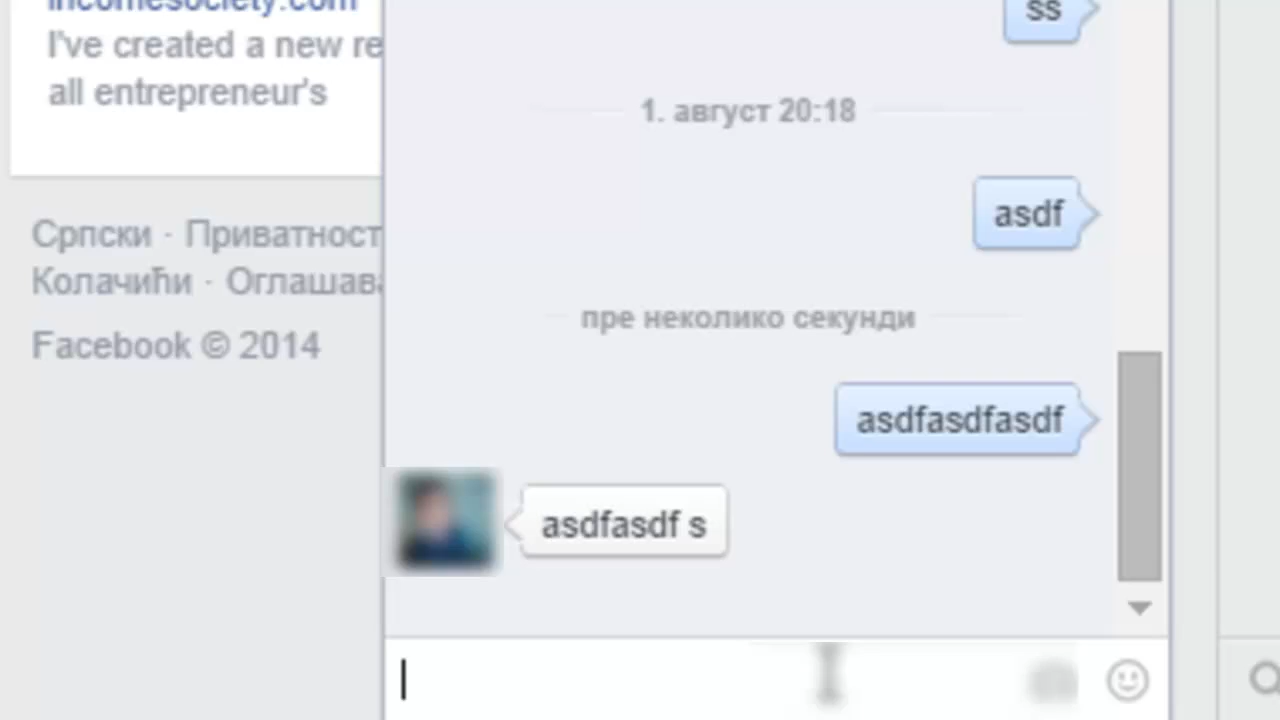 incomesociety.com
I've created a new re
all entrepreneur's
Српски · Приватност
Колачићи · Оглашава
Facebook © 2014
ss
1. август 20:18
asdf
пре неколико секунди
asdfasdfasdf
asdfasdf s